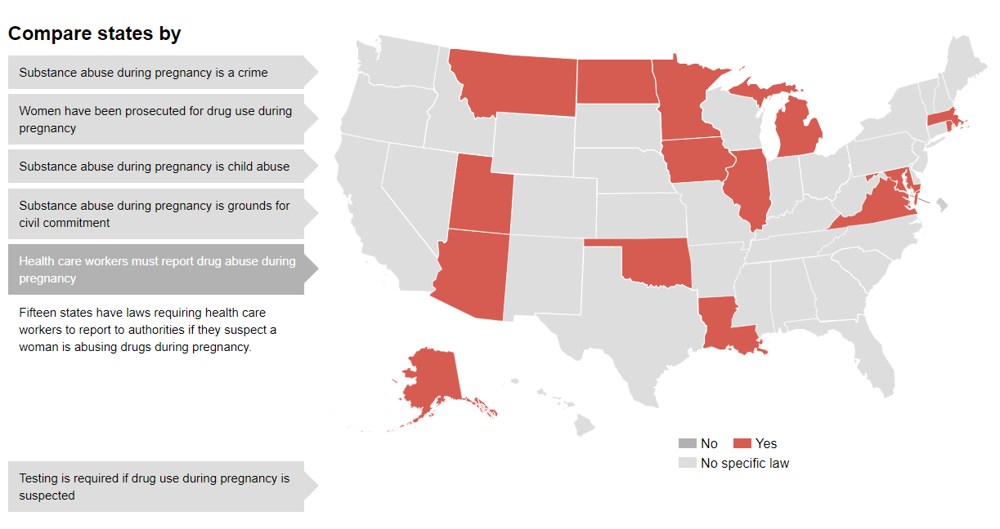 Compare states by
Substance abuse during pregnancy is a crime
Women have been prosecuted for drug use during
pregnancy
Substance abuse during pregnancy is child abuse
Substance abuse during pregnancy is grounds for
civil commitment
Health care workers must report drug abuse during
pregnancy
Fifteen states have laws requiring health care
workers to report to authorities if they suspect a
woman is abusing drugs during pregnancy.
Testing is required if drug use during pregnancy is
suspected
No Yes
No specific law